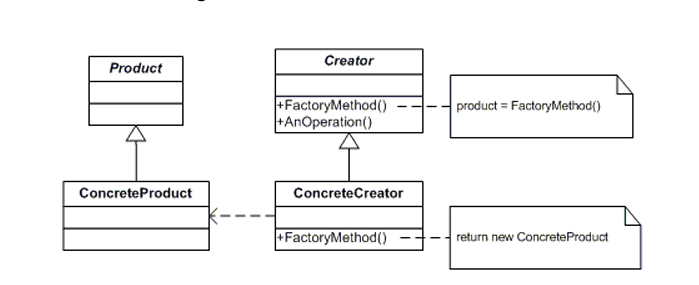 Product
Creator
+FactoryMethod()
+AnOperation()
product = FactoryMethod()
ConcreteProduct
ConcreteCreator
+FactoryMethod()
return new ConcreteProduct